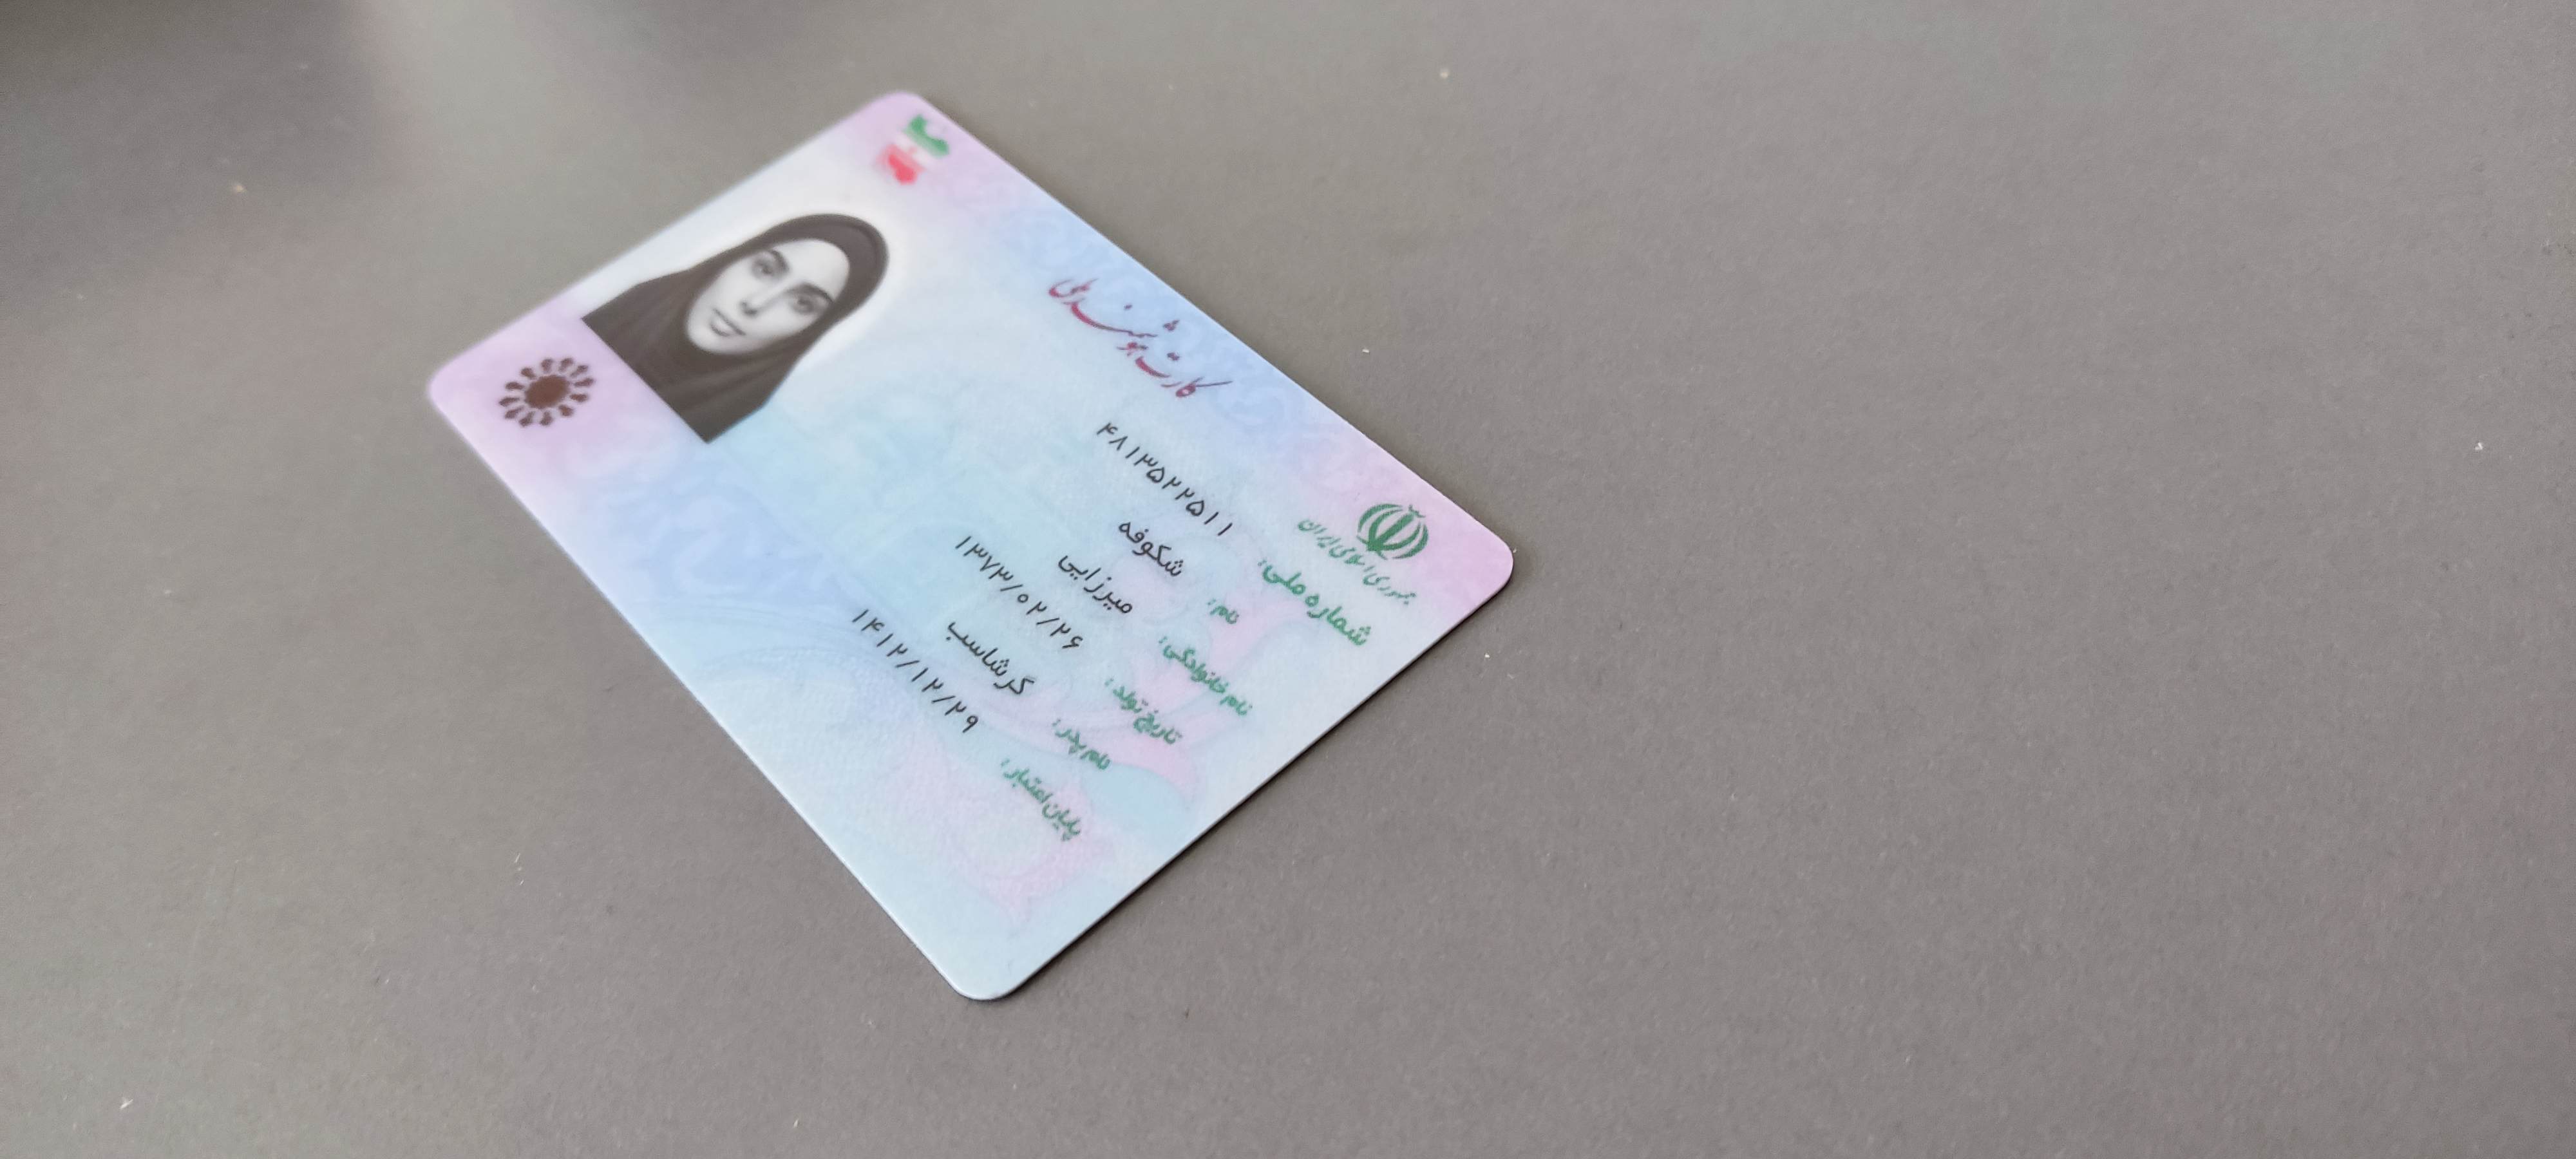 کارت هوشمند ملی
جمهوری اسلامی ایران
شماره ملی: ۴۸۱۳۵۲۲۵۱۱
نام: شکوفه
نام خانوادگی: میرزایی
تاریخ تولد: ۱۳۷۳/۰۲/۲۶
نام پدر: گرشاسب
پایان اعتبار: ۱۴۱۲/۱۲/۲۹